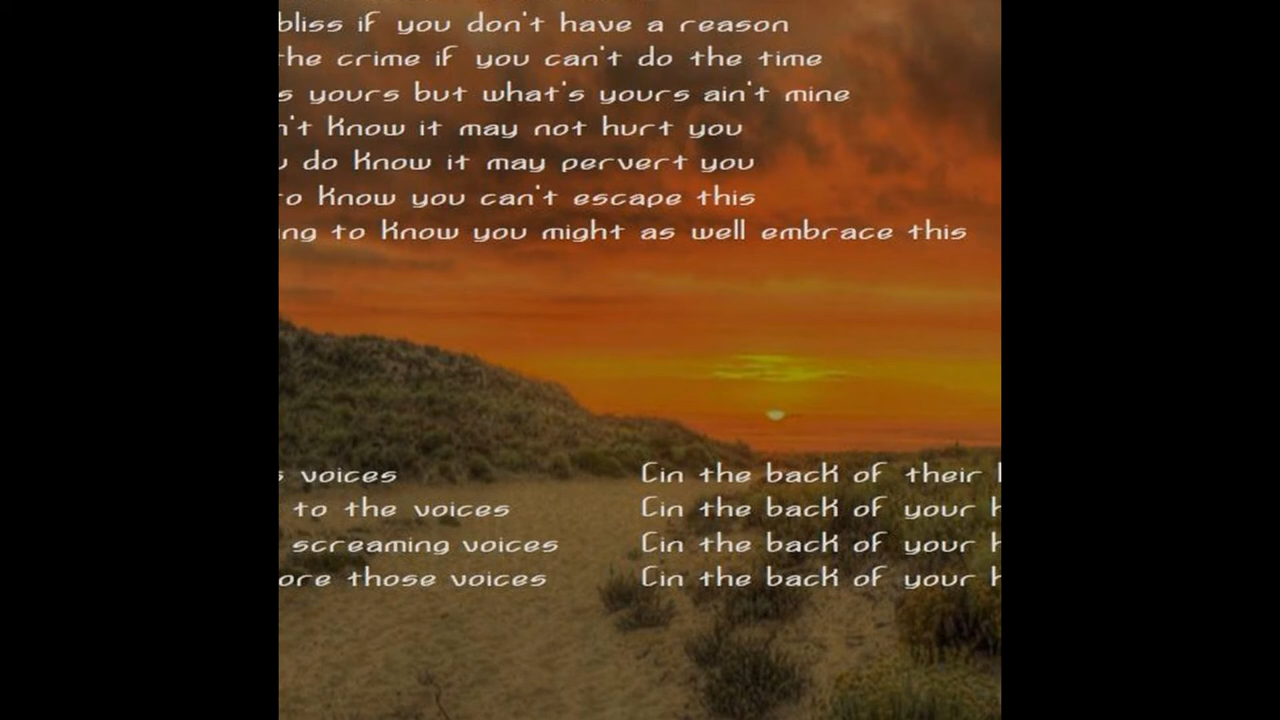 bliss if you don't have a reason
the crime if you can't do the time
s yours but what's yours ain't mine
n't know it may not hurt you
do know it may pervert you
to know you can't escape this
ing to know you might as well embrace this
s voices [in the back of their h
to the voices [in the back of your h
screaming voices [in the back of your h
ore those voices [in the back of your h